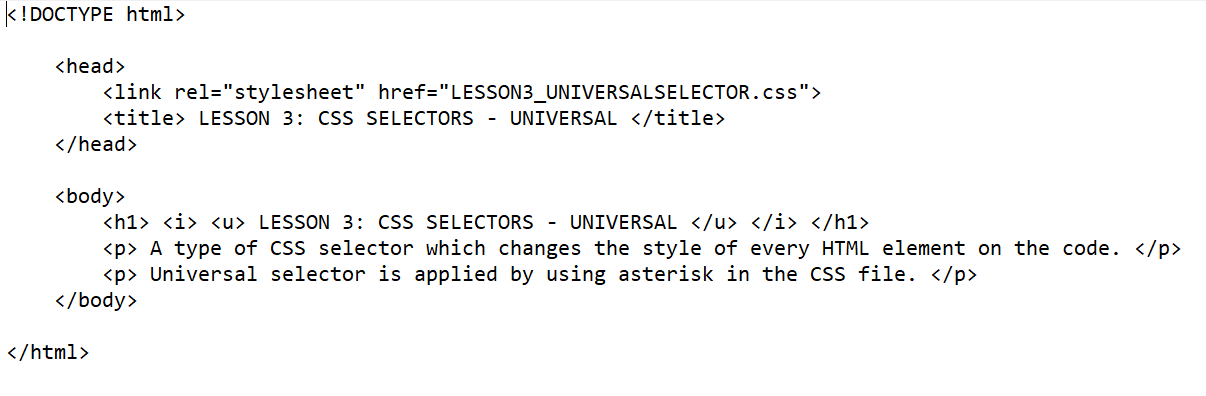 <!DOCTYPE html>
<head>
<link rel="stylesheet" href="LESSON3_UNIVERSALSELECTOR.css">
<title> LESSON 3: CSS SELECTORS - UNIVERSAL </title>
</head>
<body>
<h1> <i> <u> LESSON 3: CSS SELECTORS - UNIVERSAL </u> </i> </h1>
<p> A type of CSS selector which changes the style of every HTML element on the code. </p>
<p> Universal selector is applied by using asterisk in the CSS file. </p>
</body>
</html>